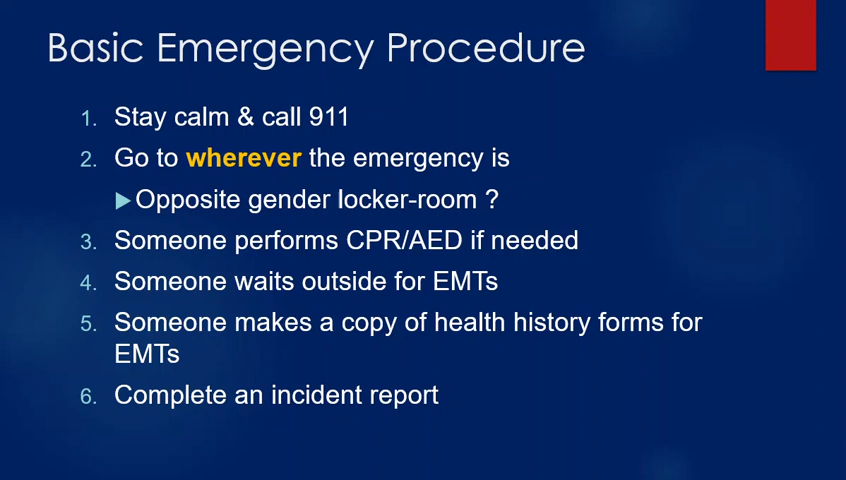 Basic Emergency Procedure
1. Stay calm & call 911
2. Go to wherever the emergency is
Opposite gender locker-room ?
3. Someone performs CPR/AED if needed
4. Someone waits outside for EMTs
5. Someone makes a copy of health history forms for
EMTs
6. Complete an incident report